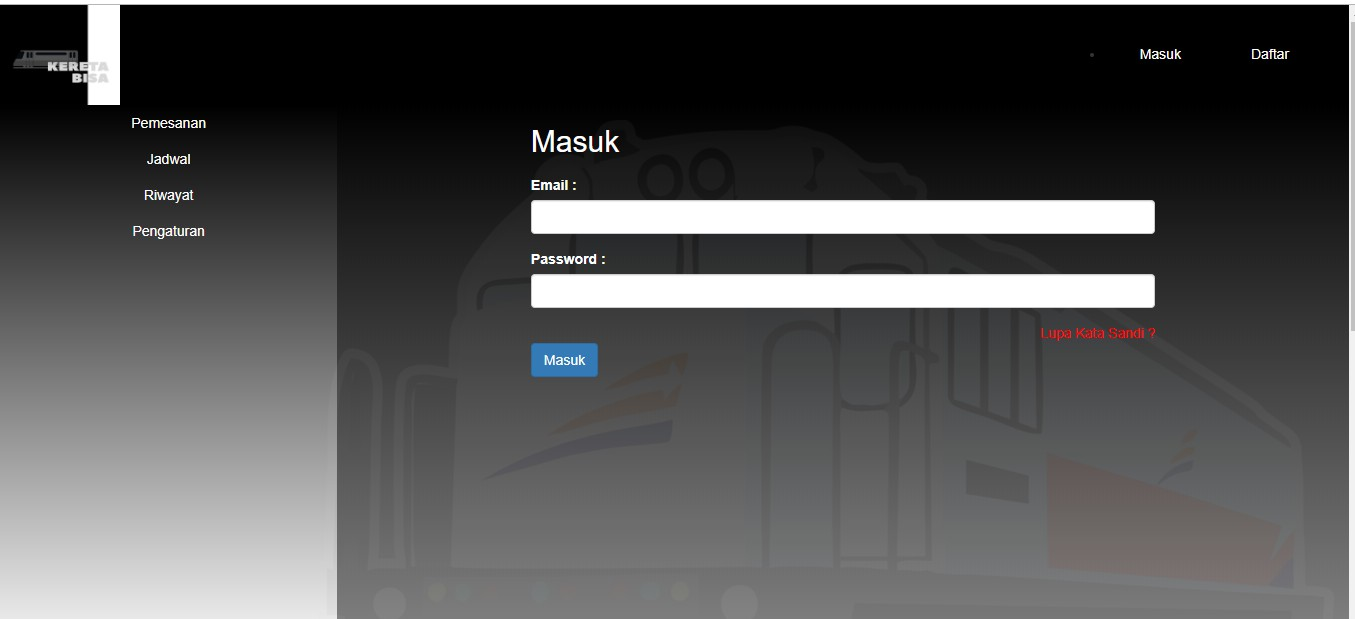 KERETA
BISA
Masuk
Daftar
Pemesanan
Jadwal
Riwayat
Pengaturan
Masuk
Email :
Password :
Lupa Kata Sandi ?
Masuk